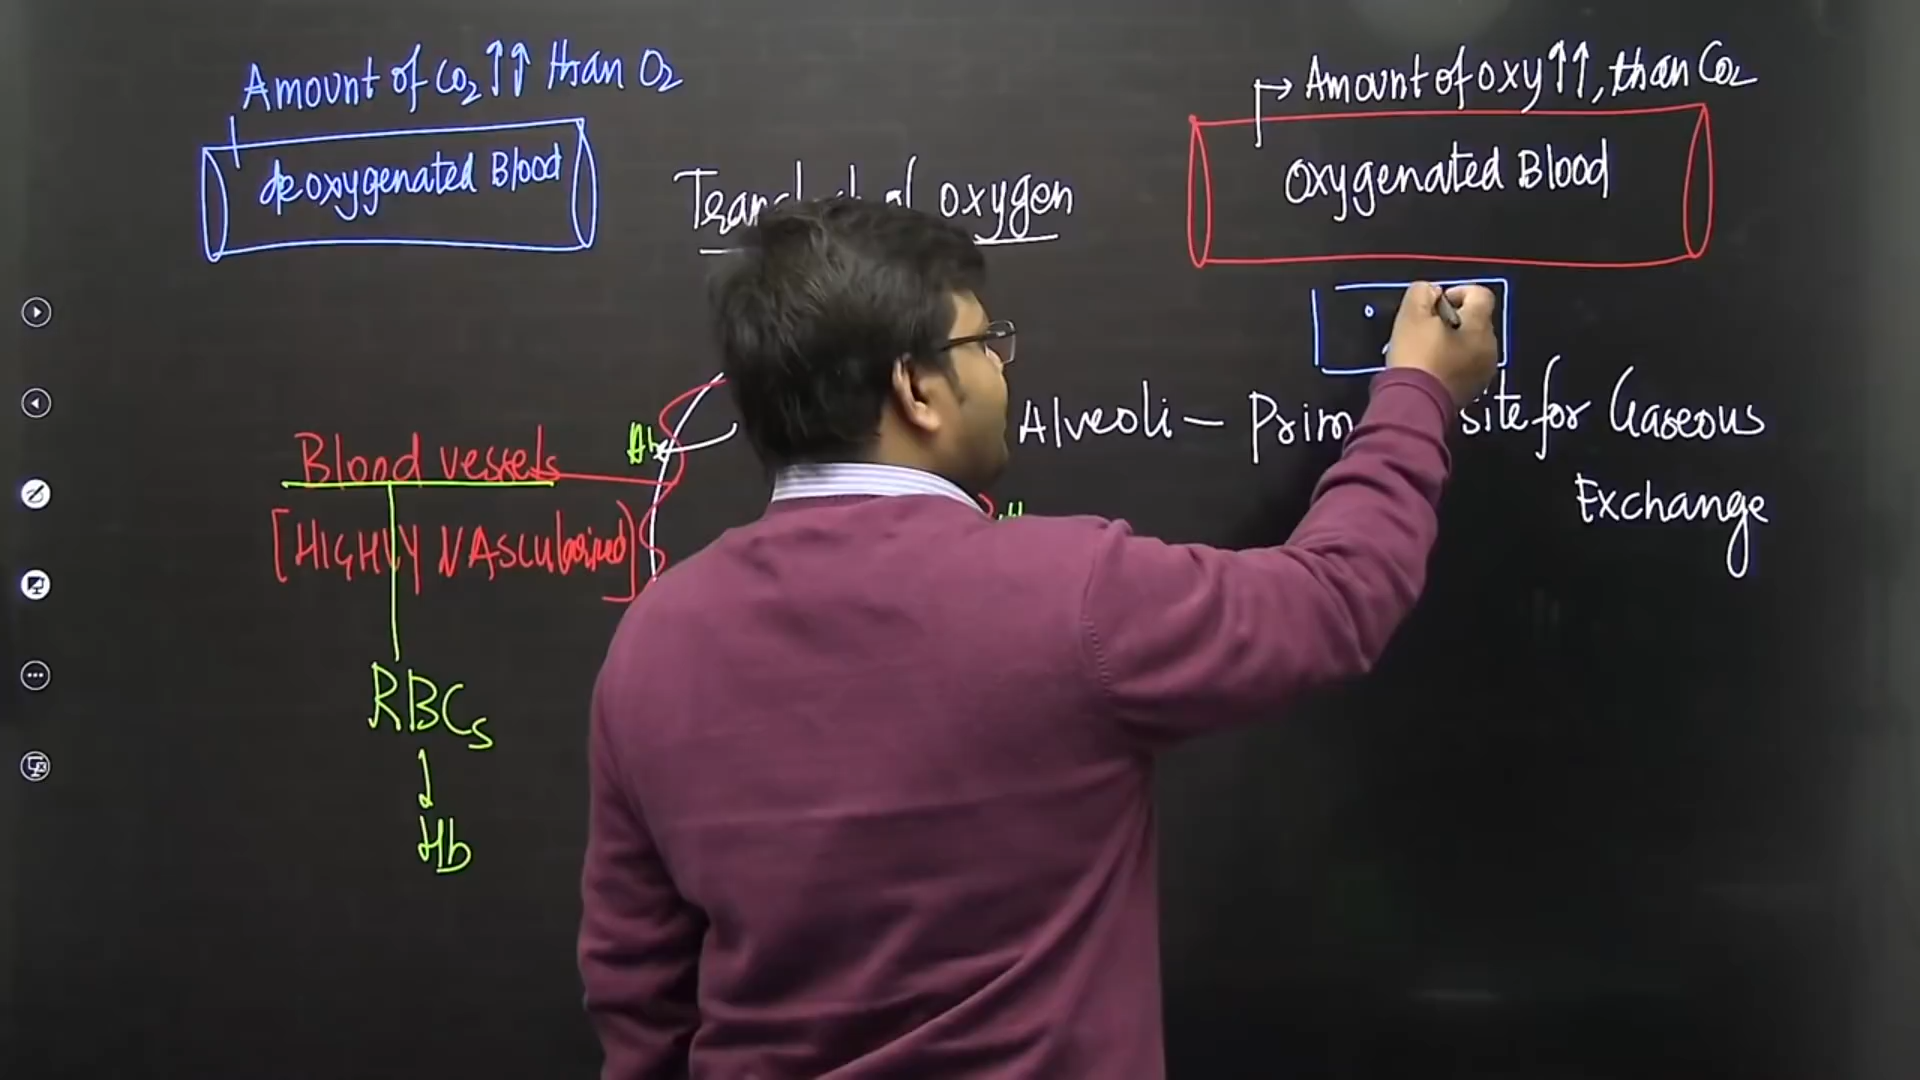 Amount of CO2 ↑↑ than O2
deoxygenated Blood
oxygen
→ Amount of oxy ↑↑, than CO2
Oxygenated Blood
Alveoli – Prim site for Gaseous
Exchange
Blood vessels
[HIGHLY VASCULarized]
RBCs
↓
Hb